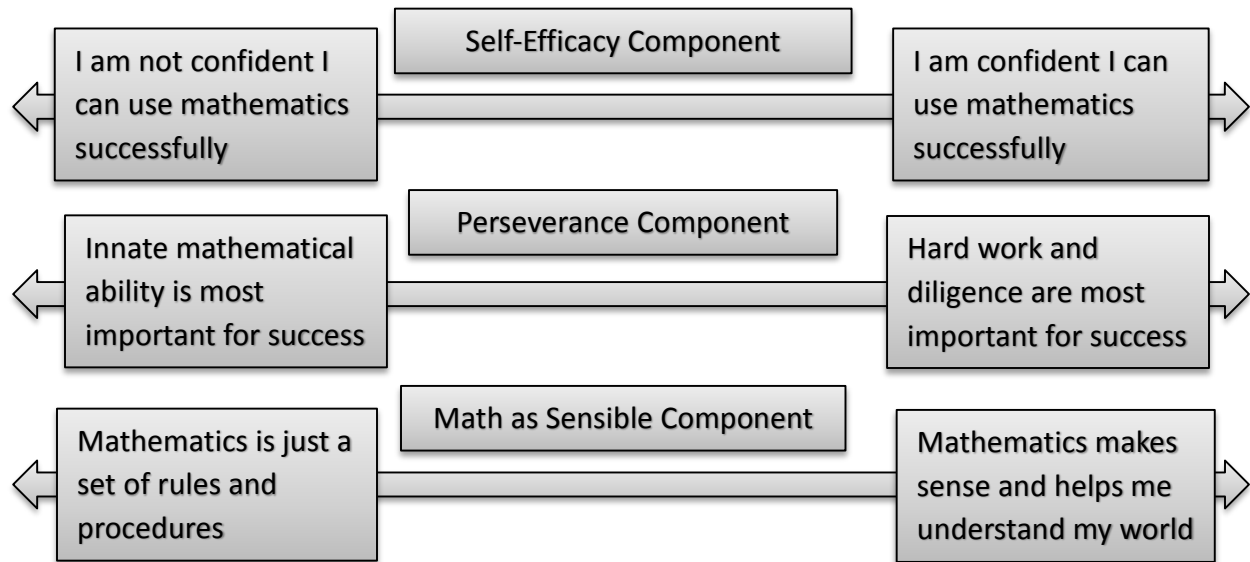 Self-Efficacy Component
I am not confident I
can use mathematics
successfully
I am confident I can
use mathematics
successfully
Perseverance Component
Innate mathematical
ability is most
important for success
Hard work and
diligence are most
important for success
Math as Sensible Component
Mathematics is just a
set of rules and
procedures
Mathematics makes
sense and helps me
understand my world